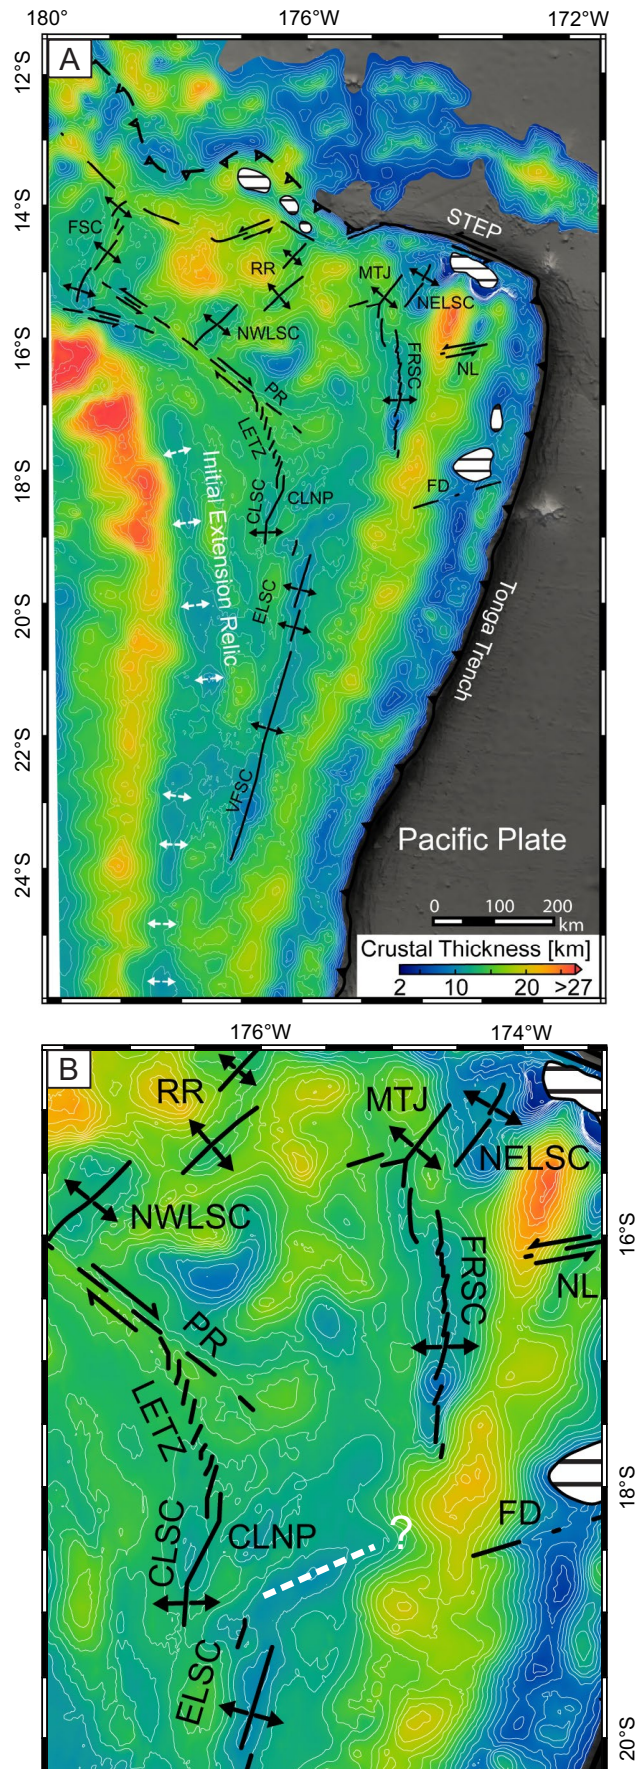 180°
176°W
172°W
A
12°S
14°S
STEP
FSC
RR
MTJ
NELSC
NWLSC
16°S
NL
PR
FRSC
LETZ
Initial Extension Relic
18°S
CLSC
CLNP
FD
20°S
ELSC
Tonga Trench
22°S
VFSC
24°S
Pacific Plate
0 100 200
km
Crustal Thickness [km]
2 10 20 >27
176°W
174°W
B
RR
MTJ
NELSC
NWLSC
16°S
FRSC
NL
PR
LETZ
18°S
FD
CLSC
CLNP
?
ELSC
20°S